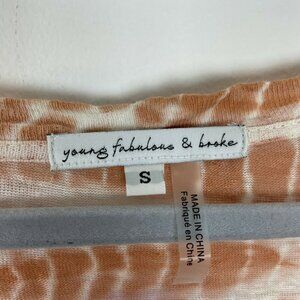 young fabulous & broke
S
MADE IN CHINA
Fabriqué en Chine